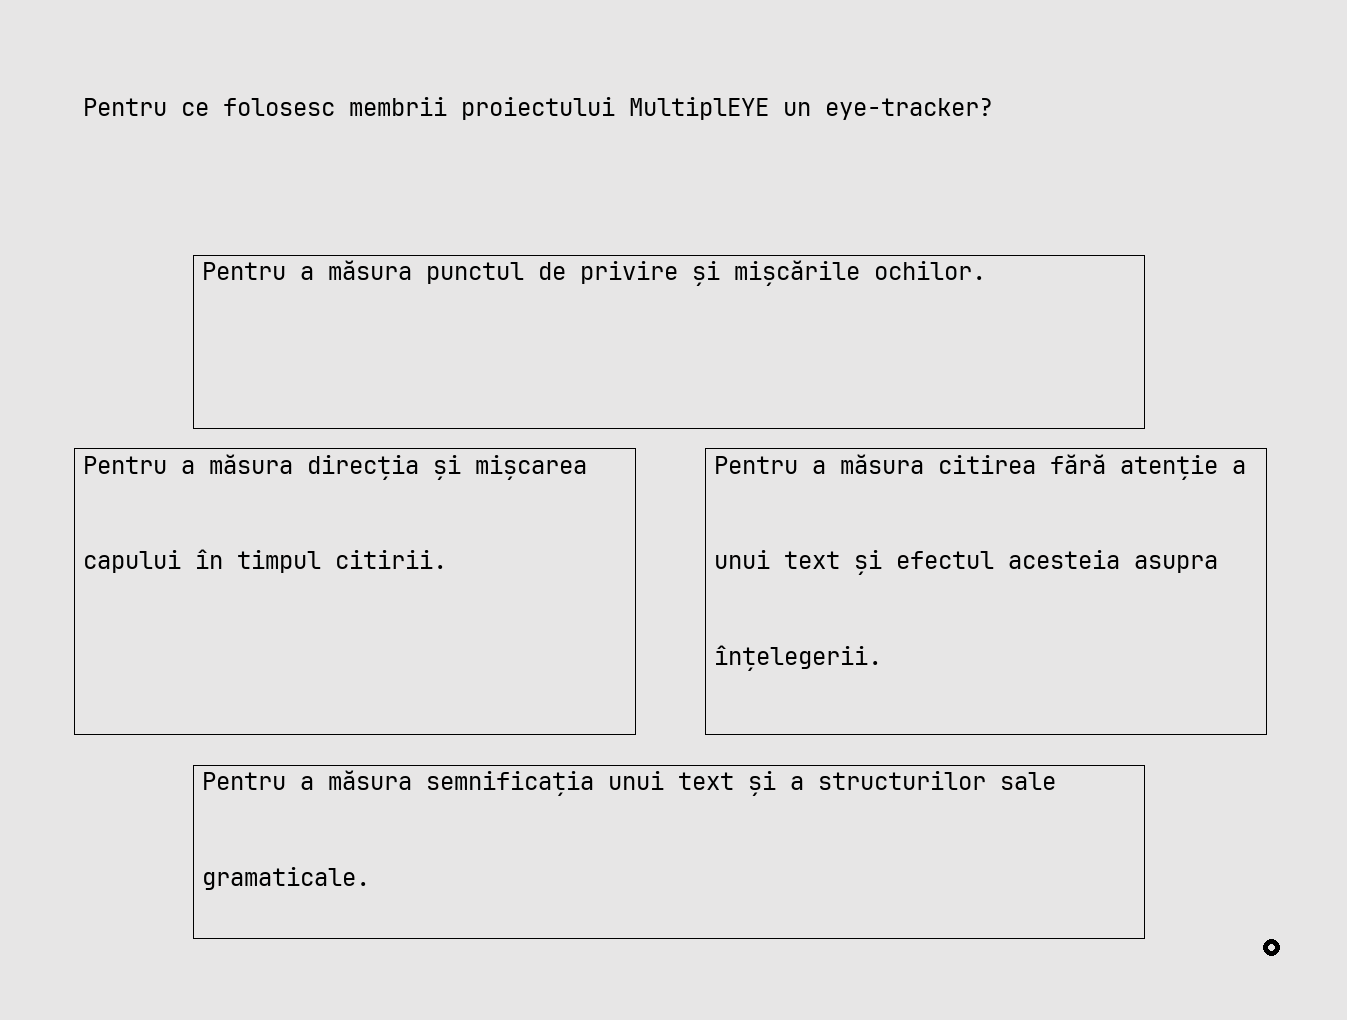 Pentru ce folosesc membrii proiectului MultiplEYE un eye-tracker?
Pentru a măsura punctul de privire și mișcările ochilor.
Pentru a măsura direcția și mișcarea
capului în timpul citirii.
Pentru a măsura citirea fără atenție a
unui text și efectul acesteia asupra
înțelegerii.
Pentru a măsura semnificația unui text și a structurilor sale
gramaticale.